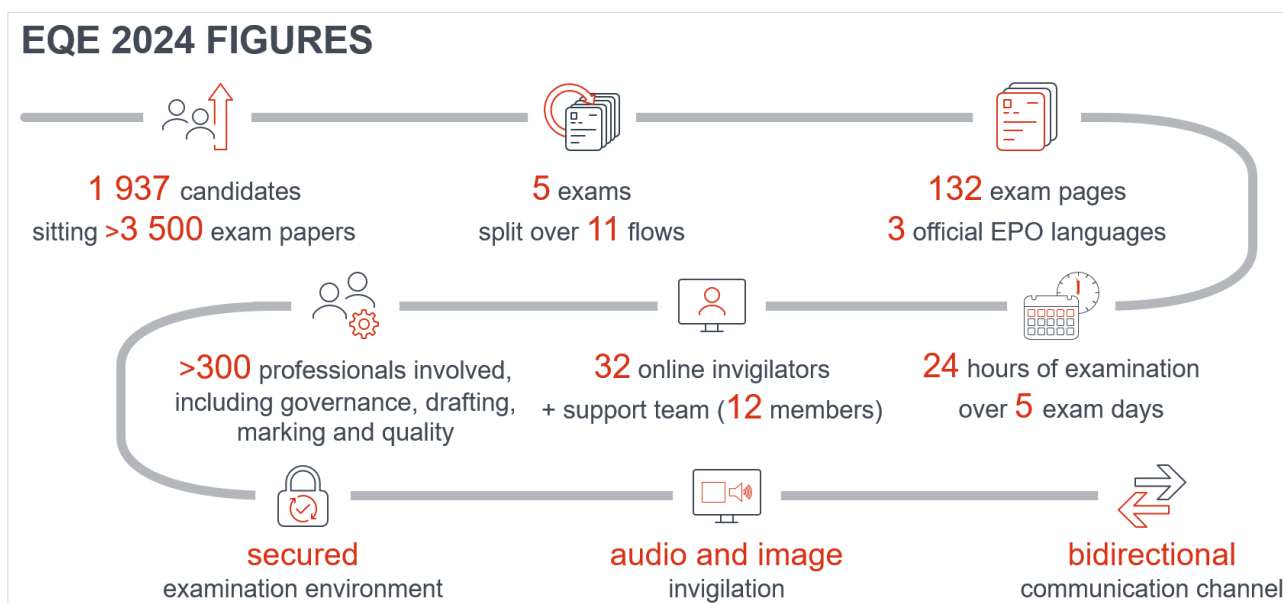 EQE 2024 FIGURES
1 937 candidates
sitting >3 500 exam papers
5 exams
split over 11 flows
132 exam pages
3 official EPO languages
>300 professionals involved,
including governance, drafting,
marking and quality
32 online invigilators
+ support team (12 members)
24 hours of examination
over 5 exam days
secured
examination environment
audio and image
invigilation
bidirectional
communication channel